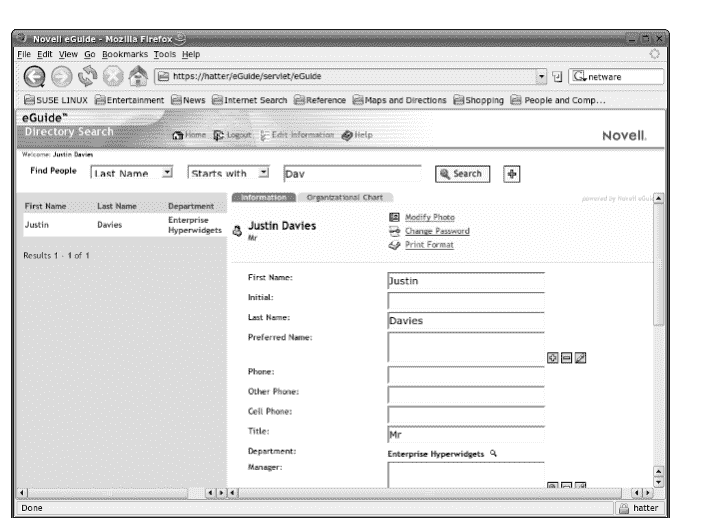 Novell eGuide - Mozilla Firefox
File Edit View Go Bookmarks Tools Help
https://hatter/eGuide/servlet/eGuide
netware
SUSE LINUX Entertainment News Internet Search Reference Maps and Directions Shopping People and Comp...
eGuide™
Directory Search
Home Logout Edit Information Help
Novell.
Welcome: Justin Davies
Find People Last Name Starts with Dav Search
Information Organizational Chart
powered by Novell eGuide
First Name Last Name Department
Justin Davies Enterprise Hyperwidgets
Results 1 - 1 of 1
Justin Davies
Mr
Modify Photo
Change Password
Print Format
First Name: Justin
Initial:
Last Name: Davies
Preferred Name:
Phone:
Other Phone:
Cell Phone:
Title: Mr
Department: Enterprise Hyperwidgets
Manager:
Done
hatter